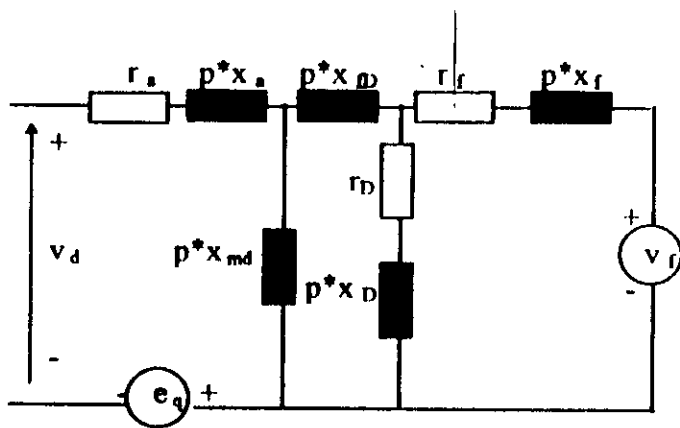 r a p*x a p*x fD r f p*x f
+
r D
+
v d p*x md v f
p*x D
-
-
- e q +